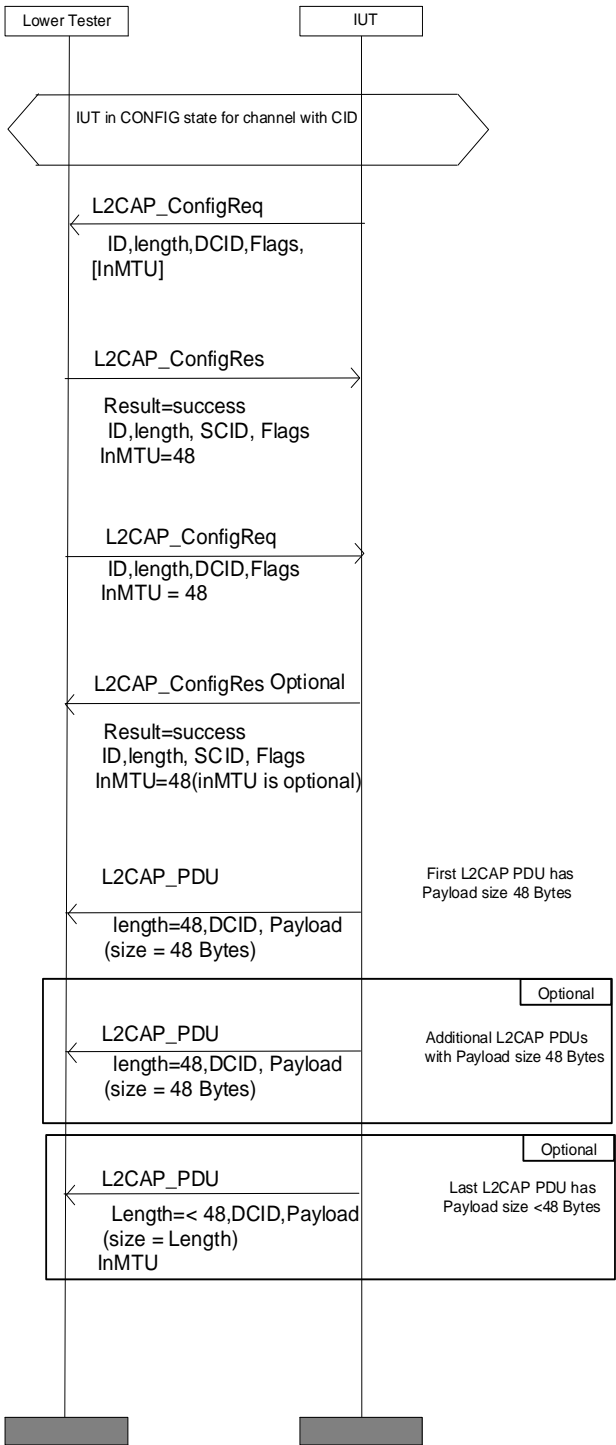 Lower Tester
IUT
IUT in CONFIG state for channel with CID
L2CAP_ConfigReq
ID,length,DCID,Flags,
[InMTU]
L2CAP_ConfigRes
Result=success
ID,length, SCID, Flags
InMTU=48
L2CAP_ConfigReq
ID,length,DCID,Flags
InMTU = 48
L2CAP_ConfigRes Optional
Result=success
ID,length, SCID, Flags
InMTU=48(inMTU is optional)
L2CAP_PDU
length=48,DCID, Payload
(size = 48 Bytes)
First L2CAP PDU has
Payload size 48 Bytes
Optional
L2CAP_PDU
length=48,DCID, Payload
(size = 48 Bytes)
Additional L2CAP PDUs
with Payload size 48 Bytes
Optional
L2CAP_PDU
Length=< 48,DCID,Payload
(size = Length)
InMTU
Last L2CAP PDU has
Payload size <48 Bytes